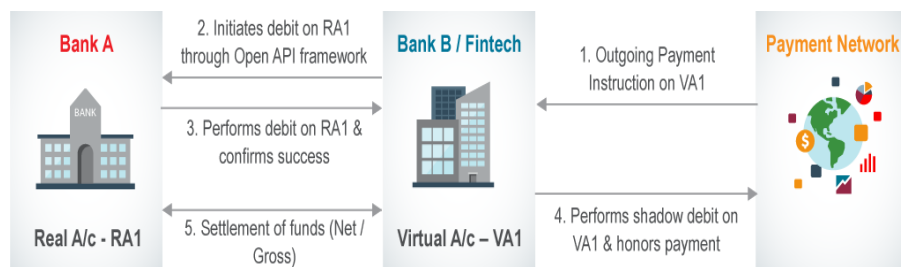 Bank A
2. Initiates debit on RA1
through Open API framework
Bank B / Fintech
1. Outgoing Payment
Instruction on VA1
Payment Network
BANK
3. Performs debit on RA1 &
confirms success
$
Real A/c - RA1
5. Settlement of funds (Net /
Gross)
Virtual A/c – VA1
4. Performs shadow debit on
VA1 & honors payment